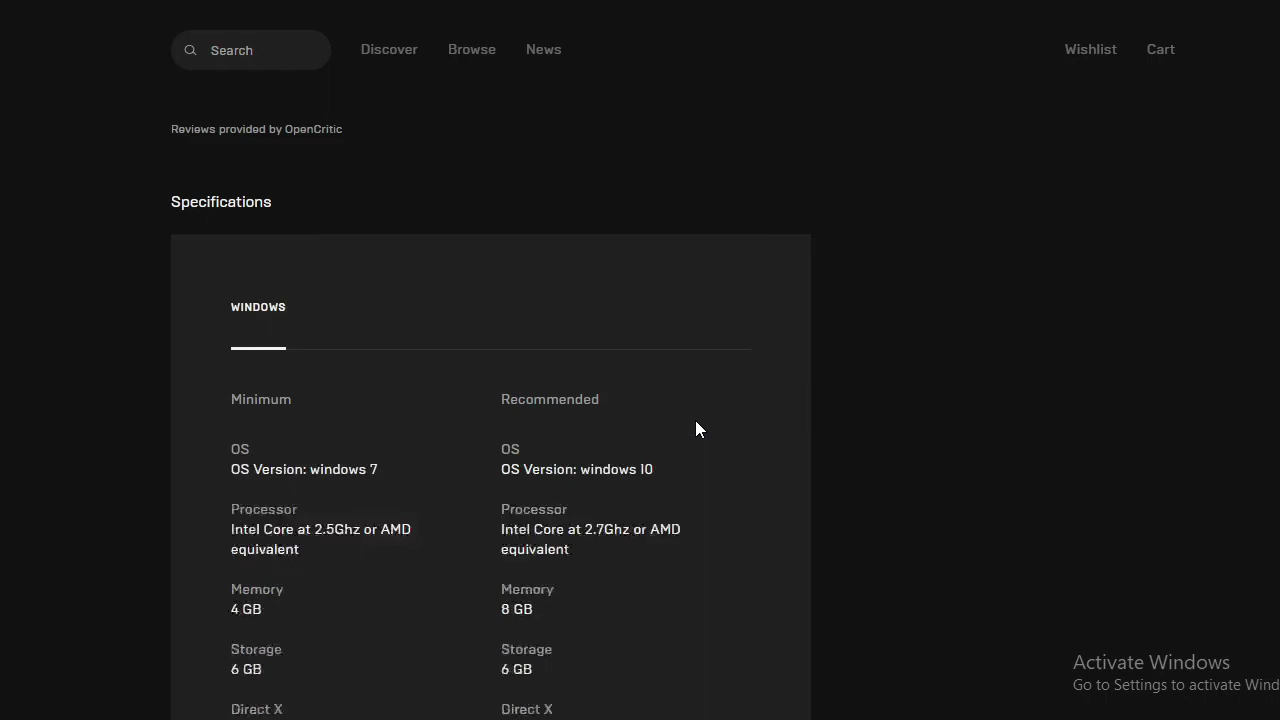 Search Discover Browse News Wishlist Cart
Reviews provided by OpenCritic
Specifications
WINDOWS
Minimum Recommended
OS OS
OS Version: windows 7 OS Version: windows 10
Processor Processor
Intel Core at 2.5Ghz or AMD Intel Core at 2.7Ghz or AMD
equivalent equivalent
Memory Memory
4 GB 8 GB
Storage Storage
6 GB 6 GB
Direct X Direct X
Activate Windows
Go to Settings to activate Wind